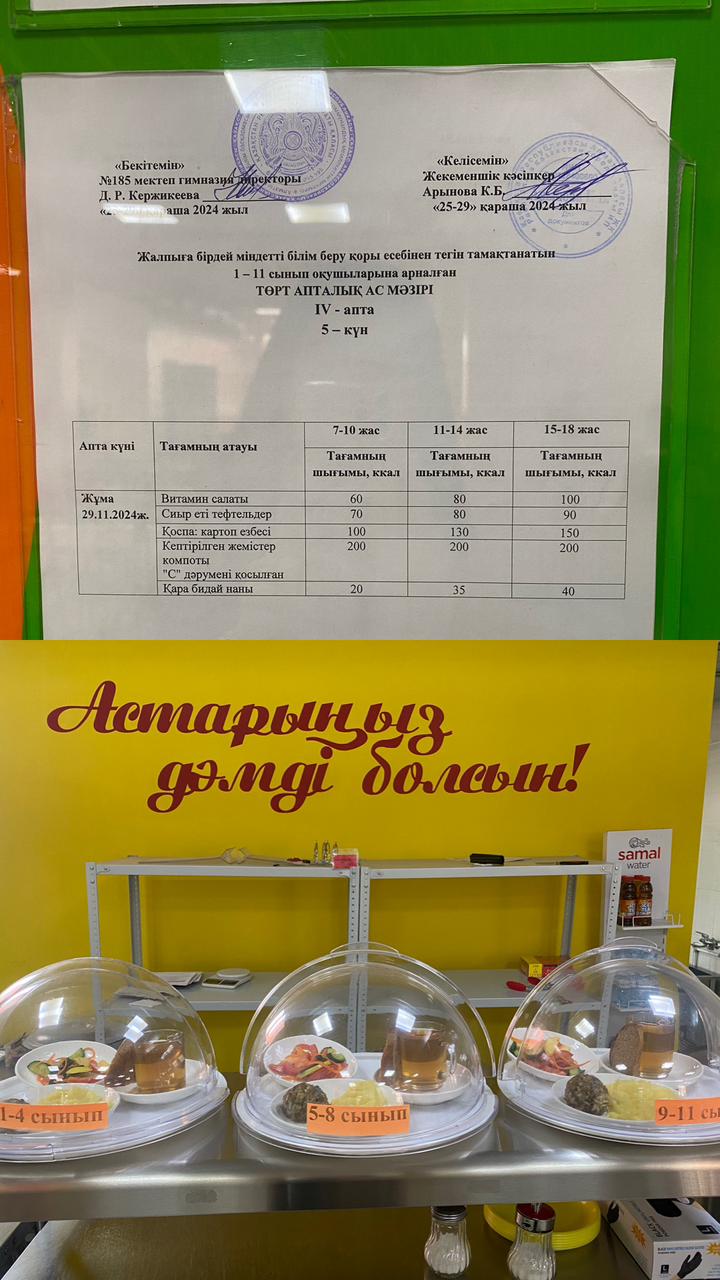 «Бекітемін»
№185 мектеп гимназия директоры
Д. Р. Кержикеева
қараша 2024 жыл
«Келісемін»
Жекеменшік кәсіпкер
Арынова К.Б.
«25-29» қараша 2024 жыл
Жалпыға бірдей міндетті білім беру қоры есебінен тегін тамақтанатын
1 – 11 сынып оқушыларына арналған
ТӨРТ АПТАЛЫҚ АС МӘЗІРІ
IV - апта
5 – күн
Апта күні Тағамның атауы 7-10 жас 11-14 жас 15-18 жас
Тағамның шығымы, ккал Тағамның шығымы, ккал Тағамның шығымы, ккал
Жұма Витамин салаты 60 80 100
29.11.2024ж. Сиыр еті тефтельдер 70 80 90
Қоспа: картоп езбесі 100 130 150
Кептірілген жемістер 200 200 200
компоты
"С" дәрумені қосылған
Қара бидай наны 20 35 40
Астарыңыз
дәмді болсын!
samal
water
1-4 сынып
5-8 сынып
9-11 сы